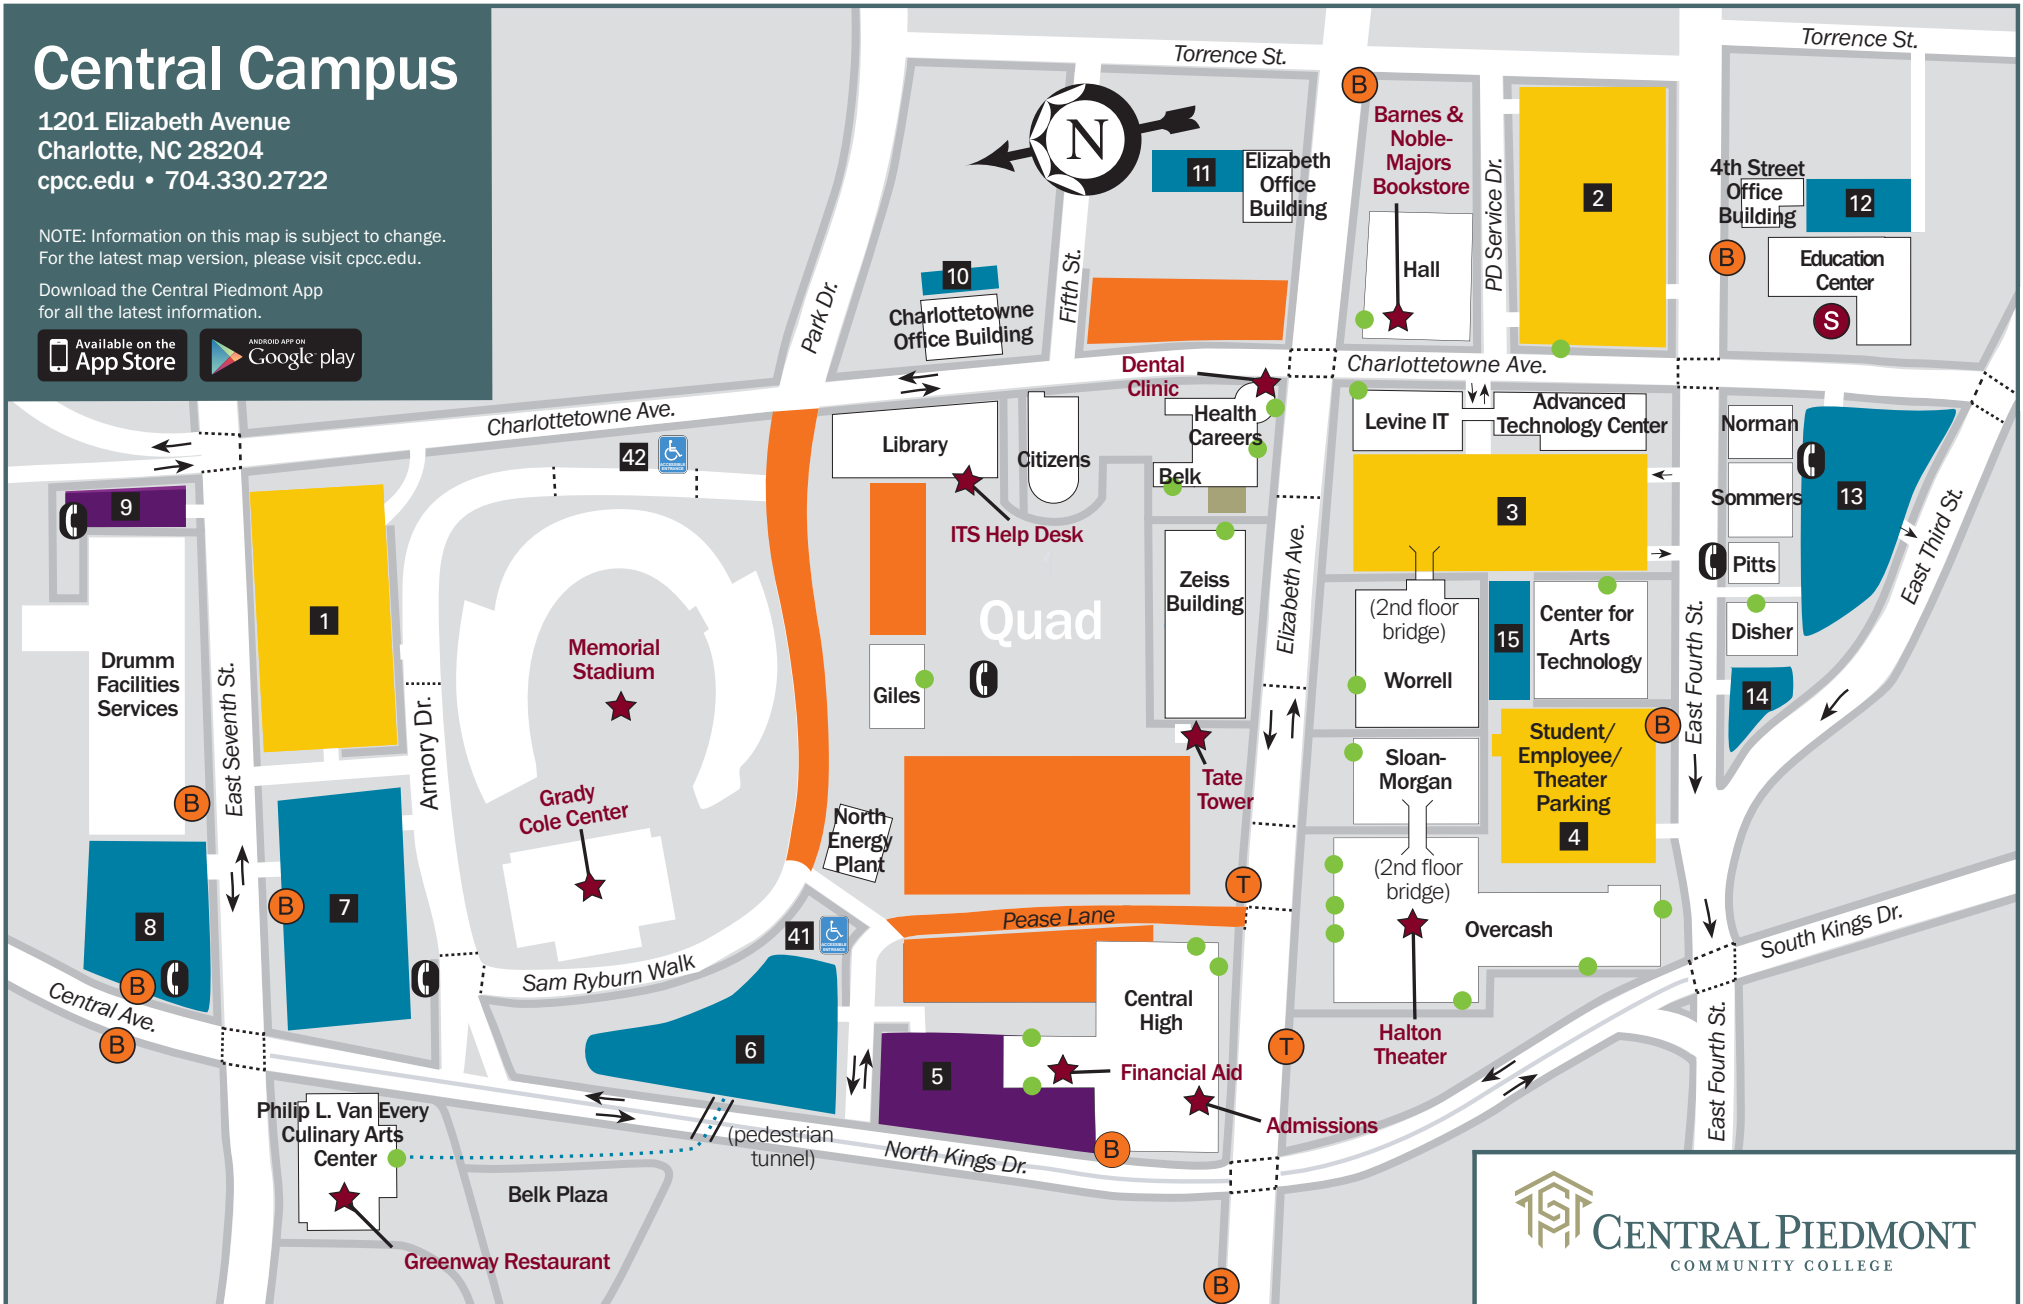 Central Campus
1201 Elizabeth Avenue
Charlotte, NC 28204
cpcc.edu • 704.330.2722
NOTE: Information on this map is subject to change.
For the latest map version, please visit cpcc.edu.
Download the Central Piedmont App
for all the latest information.
Available on the
App Store
ANDROID APP ON
Google play
Torrence St.
Torrence St.
N
B
Barnes &
Noble-
Majors
Bookstore
Hall
PD Service Dr.
2
11
Elizabeth
Office
Building
4th Street
Office
Building
12
B
Education
Center
S
Park Dr.
10
Charlottetowne
Office Building
Fifth St.
Dental
Clinic
Charlottetowne Ave.
Charlottetowne Ave.
42
ACCESSIBLE
ENTRANCE
Library
Citizens
Health
Careers
Belk
Levine IT
Advanced
Technology Center
Norman
Sommers
Pitts
Disher
13
14
East Third St.
9
1
3
ITS Help Desk
Quad
Zeiss
Building
Elizabeth Ave.
(2nd floor
bridge)
Worrell
15
Center for
Arts
Technology
East Fourth St.
Drumm
Facilities
Services
East Seventh St.
Armory Dr.
Memorial
Stadium
Giles
Tate
Tower
Sloan-
Morgan
Student/
Employee/
Theater
Parking
4
B
B
Grady
Cole Center
North
Energy
Plant
T
(2nd floor
bridge)
Overcash
South Kings Dr.
8
B
7
Pease Lane
41
ACCESSIBLE
ENTRANCE
Sam Ryburn Walk
B
Central Ave.
B
6
5
Central
High
T
Halton
Theater
Financial Aid
Admissions
East Fourth St.
Philip L. Van Every
Culinary Arts
Center
(pedestrian
tunnel)
North Kings Dr.
B
Belk Plaza
Greenway Restaurant
B
CENTRAL PIEDMONT
COMMUNITY COLLEGE